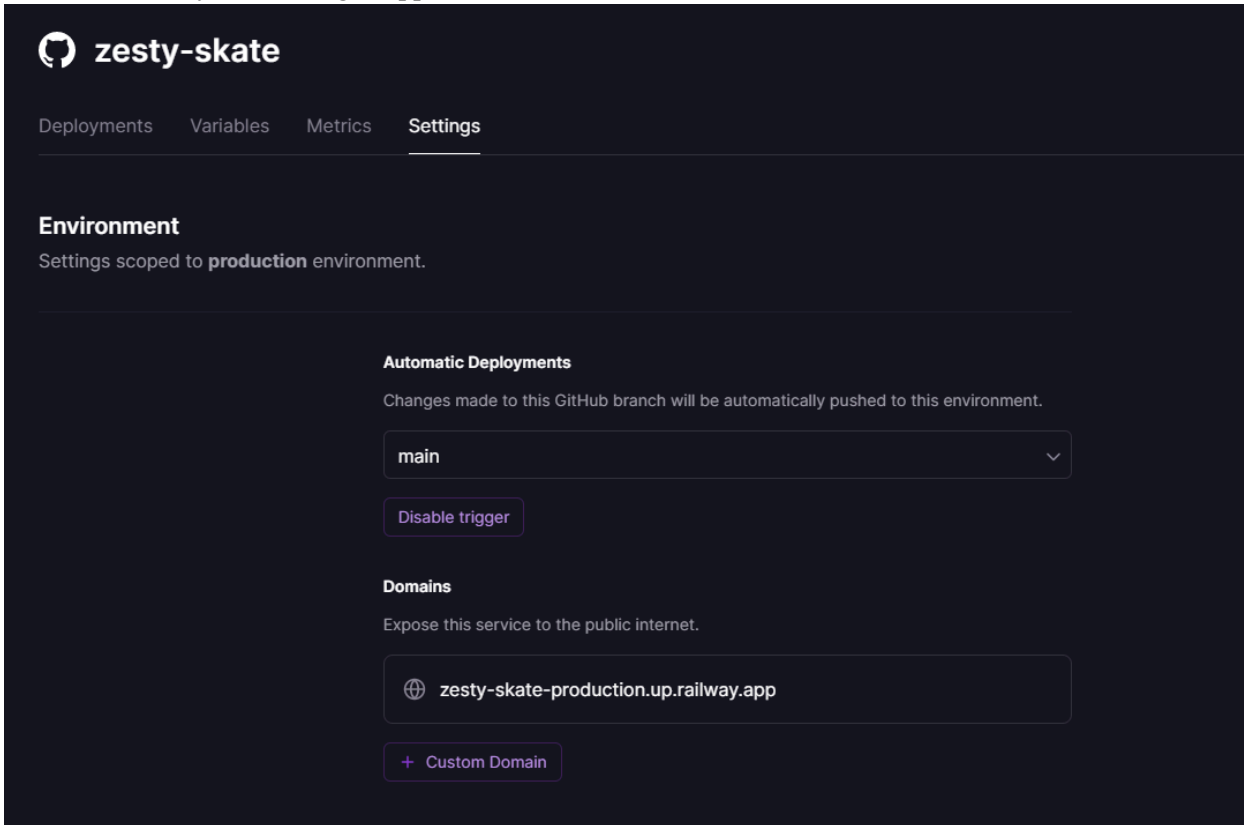 zesty-skate
Deployments Variables Metrics Settings
Environment
Settings scoped to production environment.
Automatic Deployments
Changes made to this GitHub branch will be automatically pushed to this environment.
main
Disable trigger
Domains
Expose this service to the public internet.
zesty-skate-production.up.railway.app
+ Custom Domain